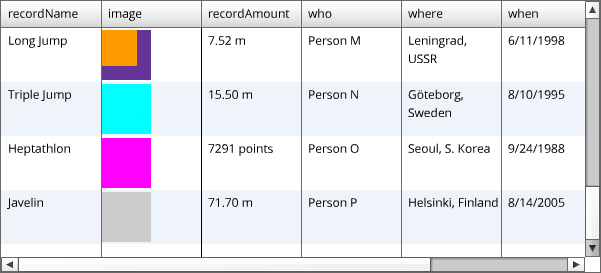 recordName image recordAmount who where when
Long Jump 7.52 m Person M Leningrad, 6/11/1998
USSR
Triple Jump 15.50 m Person N Göteborg, 8/10/1995
Sweden
Heptathlon 7291 points Person O Seoul, S. Korea 9/24/1988
Javelin 71.70 m Person P Helsinki, Finland 8/14/2005